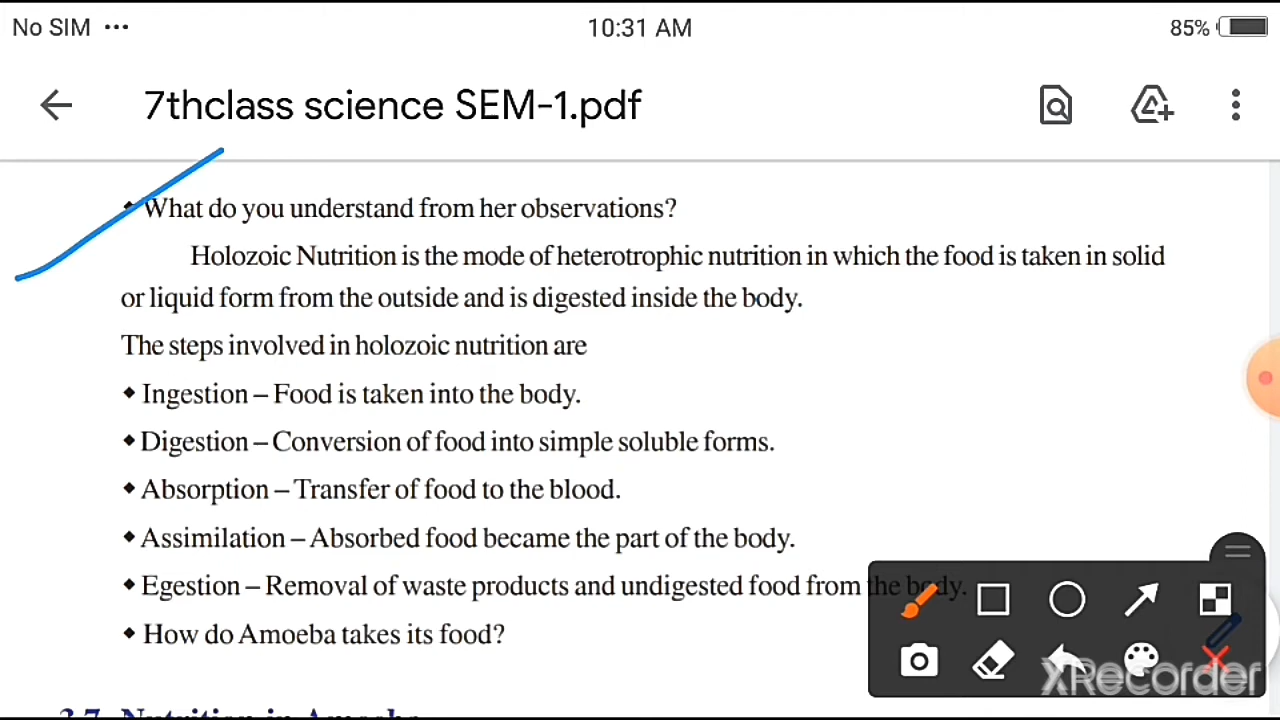 No SIM ··· 10:31 AM 85%
7thclass science SEM-1.pdf
What do you understand from her observations?
Holozoic Nutrition is the mode of heterotrophic nutrition in which the food is taken in solid
or liquid form from the outside and is digested inside the body.
The steps involved in holozoic nutrition are
◆ Ingestion – Food is taken into the body.
◆ Digestion – Conversion of food into simple soluble forms.
◆ Absorption – Transfer of food to the blood.
◆ Assimilation – Absorbed food became the part of the body.
◆ Egestion – Removal of waste products and undigested food from the body.
◆ How do Amoeba takes its food?
XRecorder
3.7 Nutrition in Amoeba